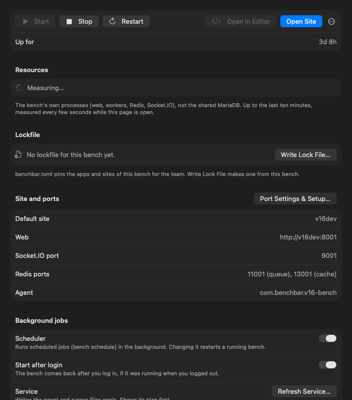 Start
Stop
Restart
Open in Editor
Open Site
Up for
3d 8h
Resources
Measuring...
The bench's own processes (web, workers, Redis, Socket.IO), not the shared MariaDB. Up to the last ten minutes,
measured every few seconds while this page is open.
Lockfile
No lockfile for this bench yet.
Write Lock File...
benchbar.toml pins the apps and sites of this bench for the team. Write Lock File makes one from this bench.
Site and ports
Port Settings & Setup...
Default site
v16dev
Web
http://v16dev:8001
Socket.IO port
9001
Redis ports
11001 (queue), 13001 (cache)
Agent
com.benchbar.v16-bench
Background jobs
Scheduler
Runs scheduled jobs (bench schedule) in the background. Changing it restarts a running bench.
Start after login
The bench comes back after you log in, if it was running when you logged out.
Service
Refresh Service...